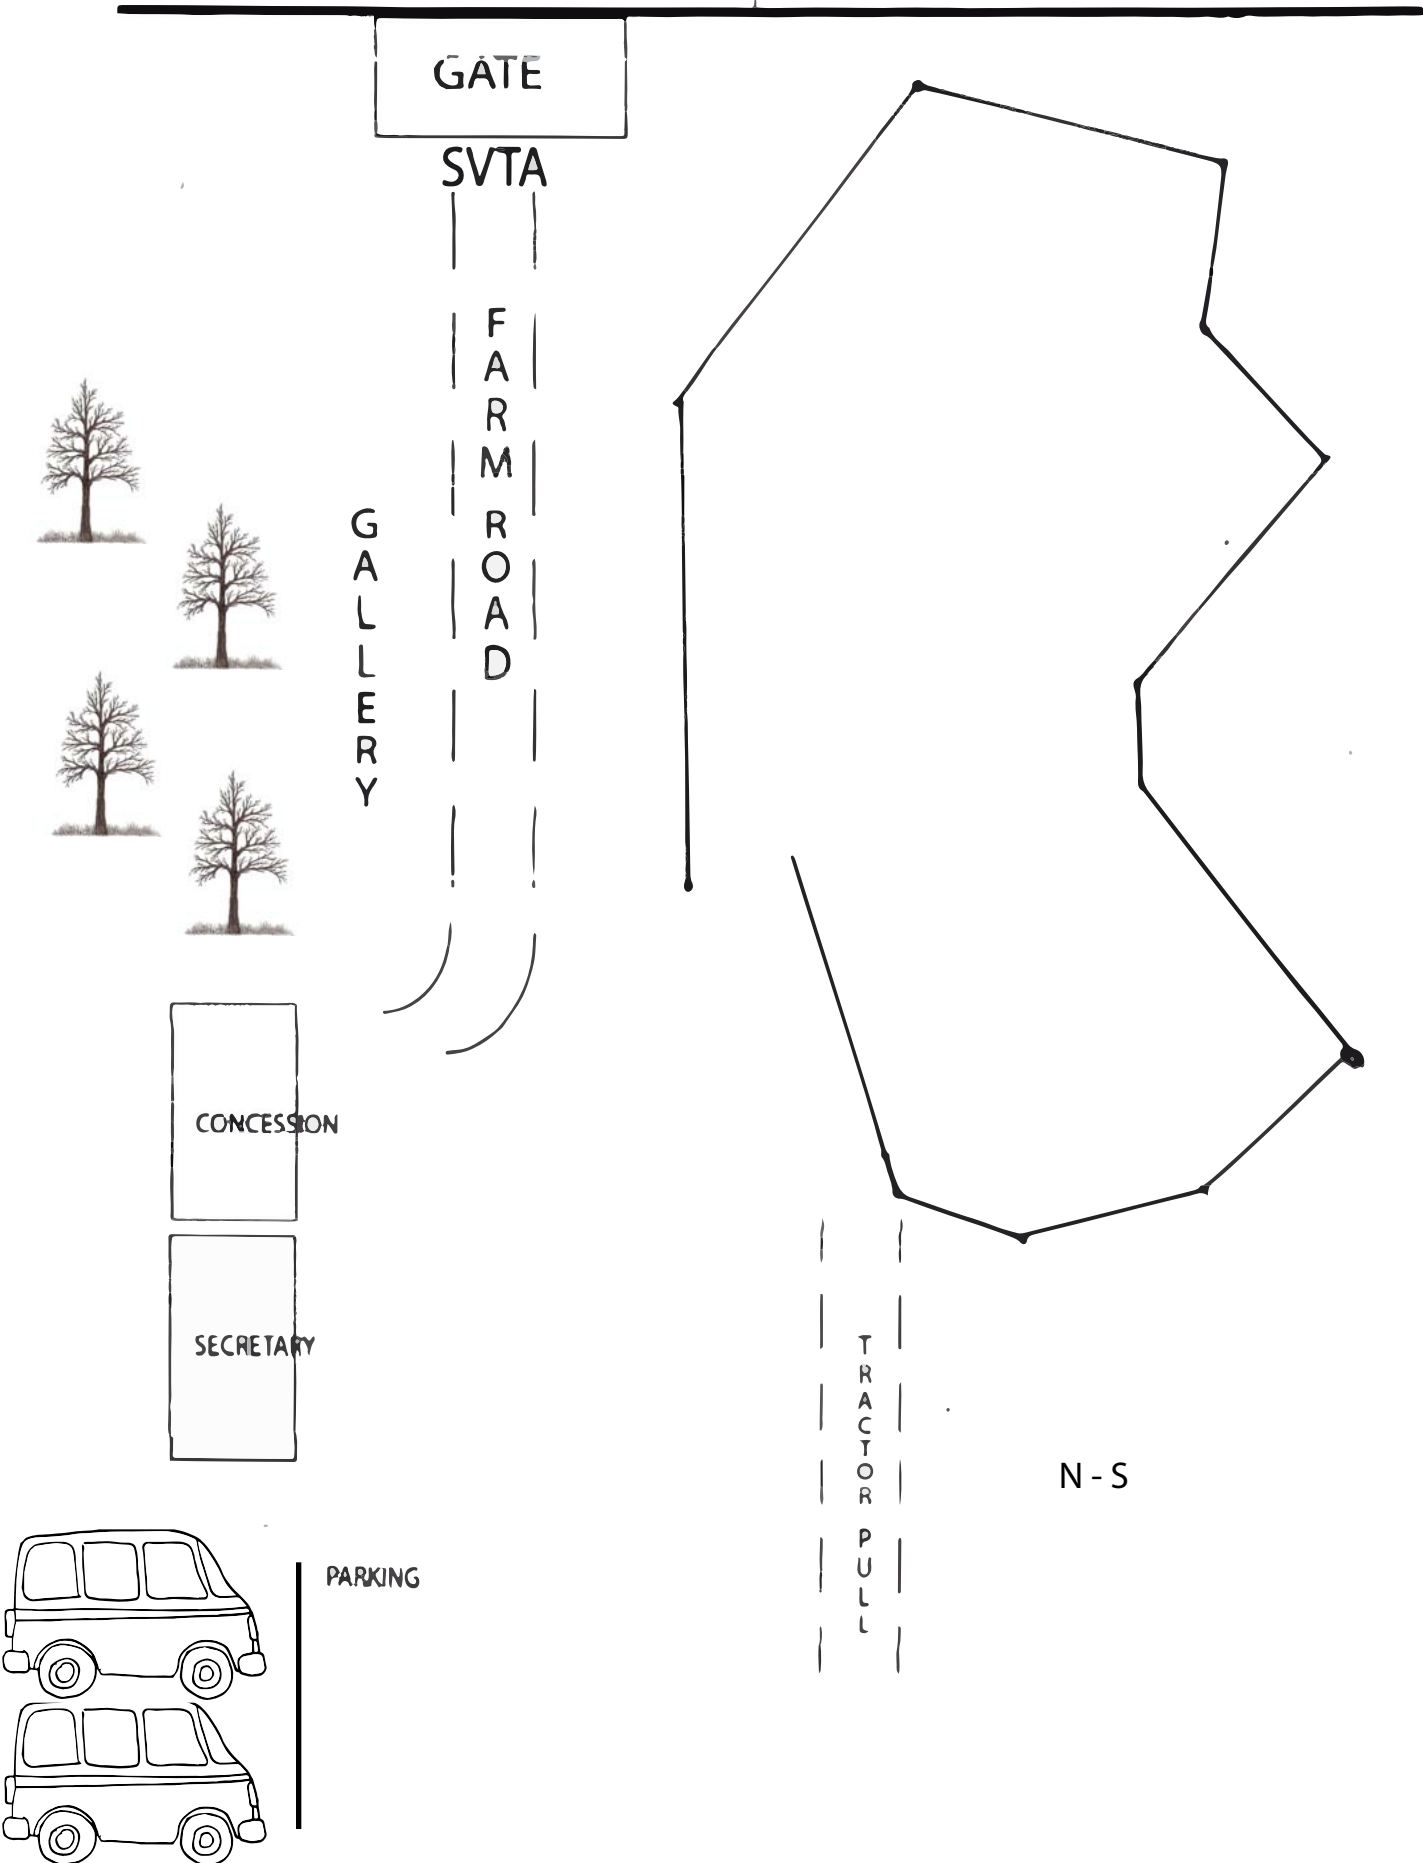 GATE
SVTA
FARM ROAD
GALLERY
CONCESSION
SECRETARY
TRACTOR PULL
N - S
PARKING